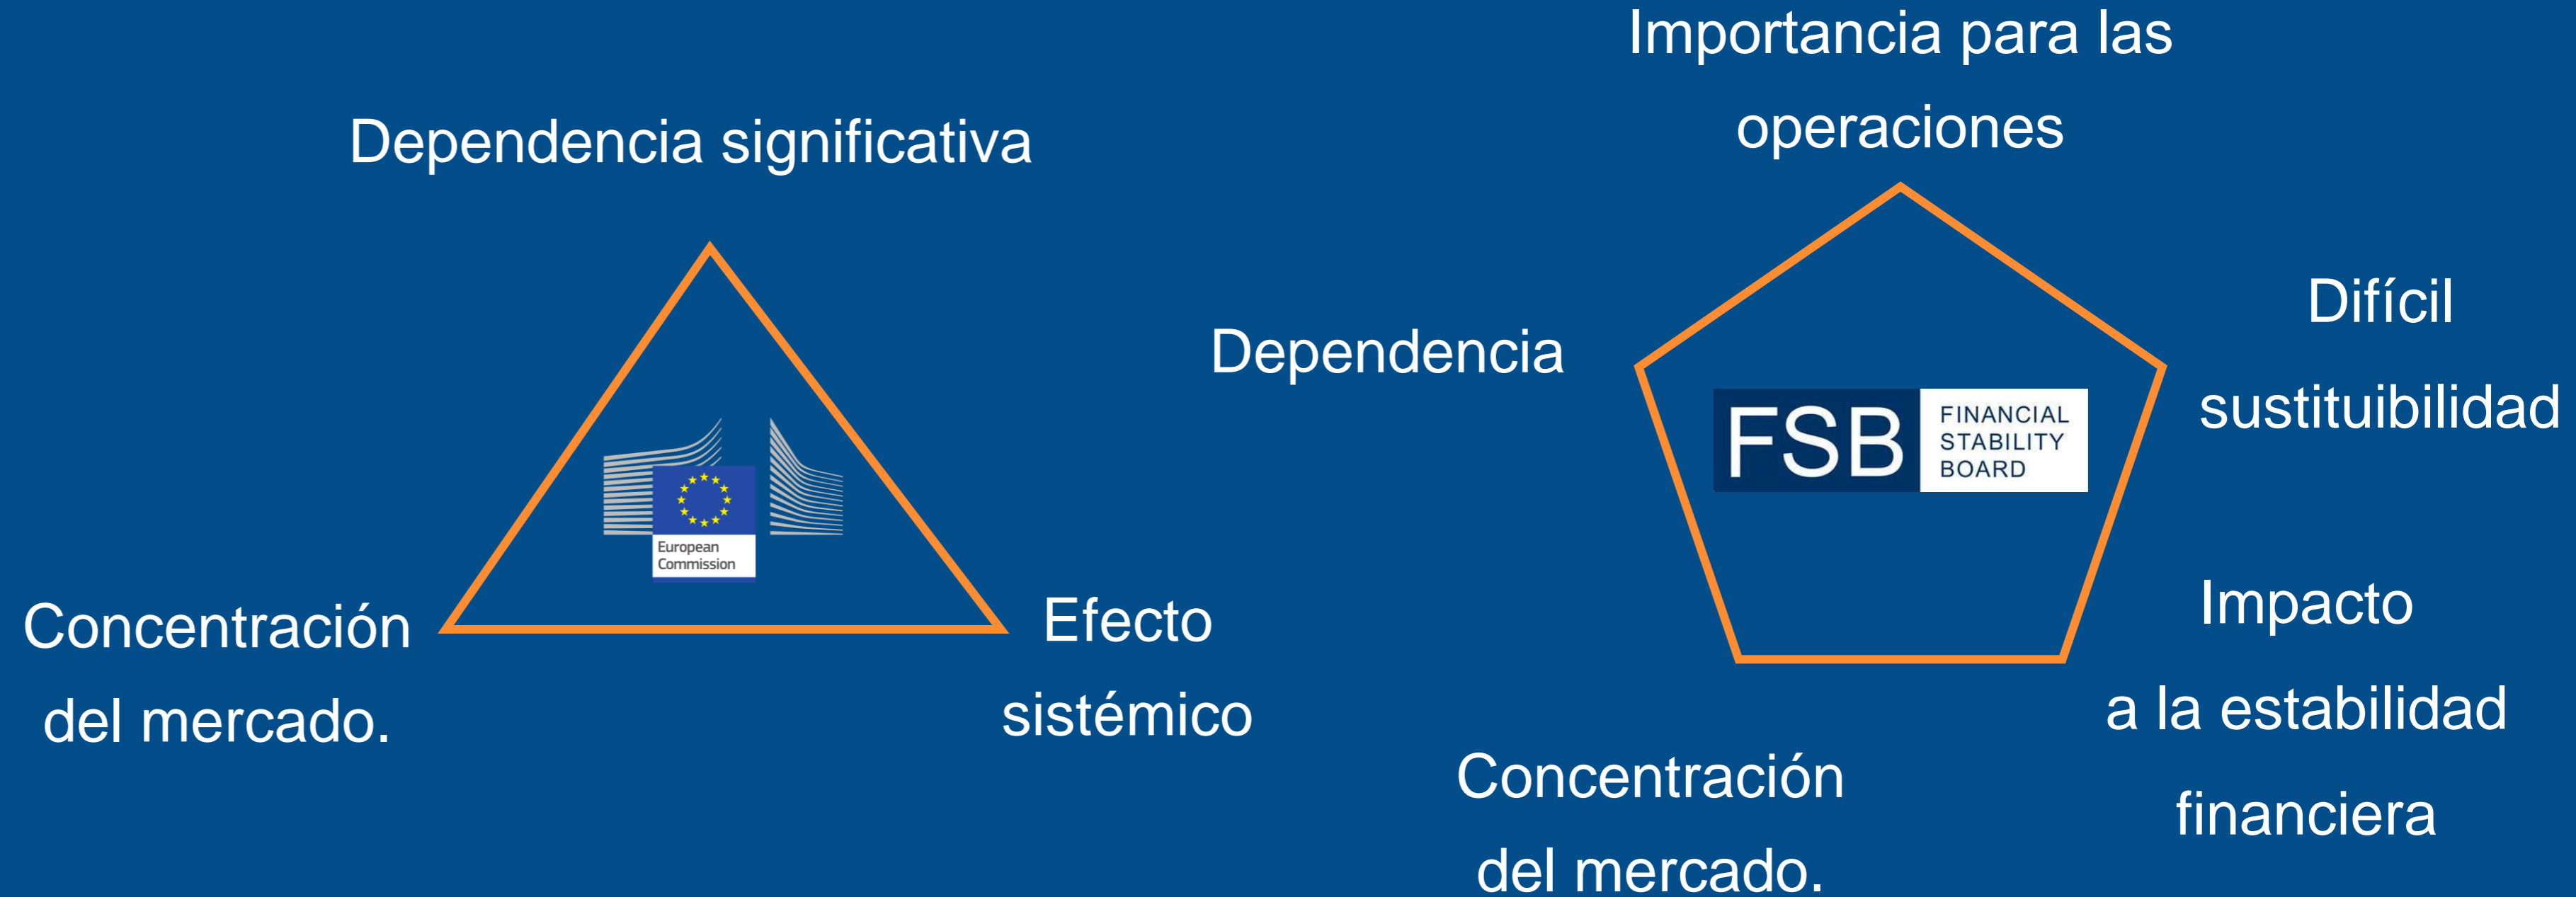 Dependencia significativa
European
Commission
Concentración
del mercado.
Efecto
sistémico
Importancia para las
operaciones
Dependencia
Difícil
sustituibilidad
FSB
FINANCIAL
STABILITY
BOARD
Impacto
a la estabilidad
financiera
Concentración
del mercado.